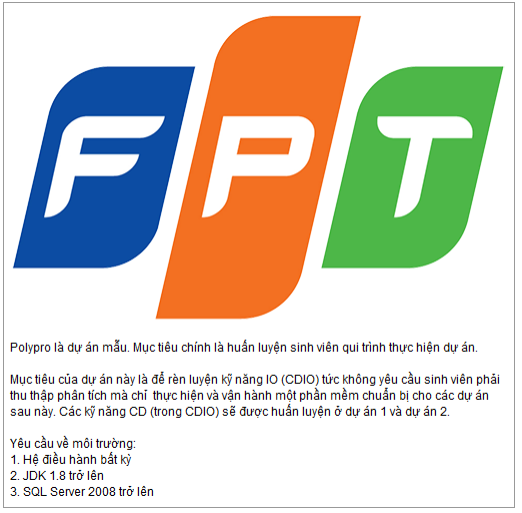 FPT
Polypro là dự án mẫu. Mục tiêu chính là huấn luyện sinh viên qui trình thực hiện dự án.
Mục tiêu của dự án này là để rèn luyện kỹ năng IO (CDIO) tức không yêu cầu sinh viên phải
thu thập phân tích mà chỉ thực hiện và vận hành một phần mềm chuẩn bị cho các dự án
sau này. Các kỹ năng CD (trong CDIO) sẽ được huấn luyện ở dự án 1 và dự án 2.
Yêu cầu về môi trường:
1. Hệ điều hành bất kỳ
2. JDK 1.8 trở lên
3. SQL Server 2008 trở lên